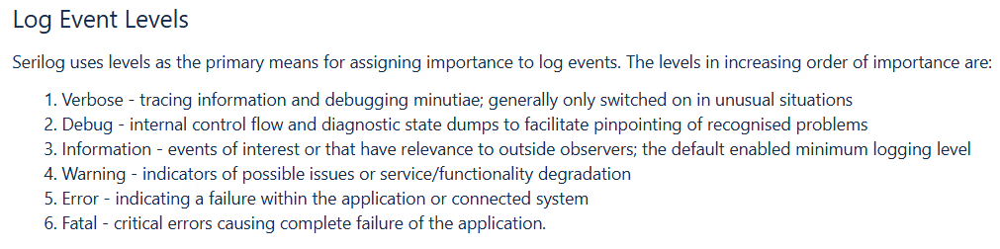 Log Event Levels
Serilog uses levels as the primary means for assigning importance to log events. The levels in increasing order of importance are:
1. Verbose - tracing information and debugging minutiae; generally only switched on in unusual situations
2. Debug - internal control flow and diagnostic state dumps to facilitate pinpointing of recognised problems
3. Information - events of interest or that have relevance to outside observers; the default enabled minimum logging level
4. Warning - indicators of possible issues or service/functionality degradation
5. Error - indicating a failure within the application or connected system
6. Fatal - critical errors causing complete failure of the application.